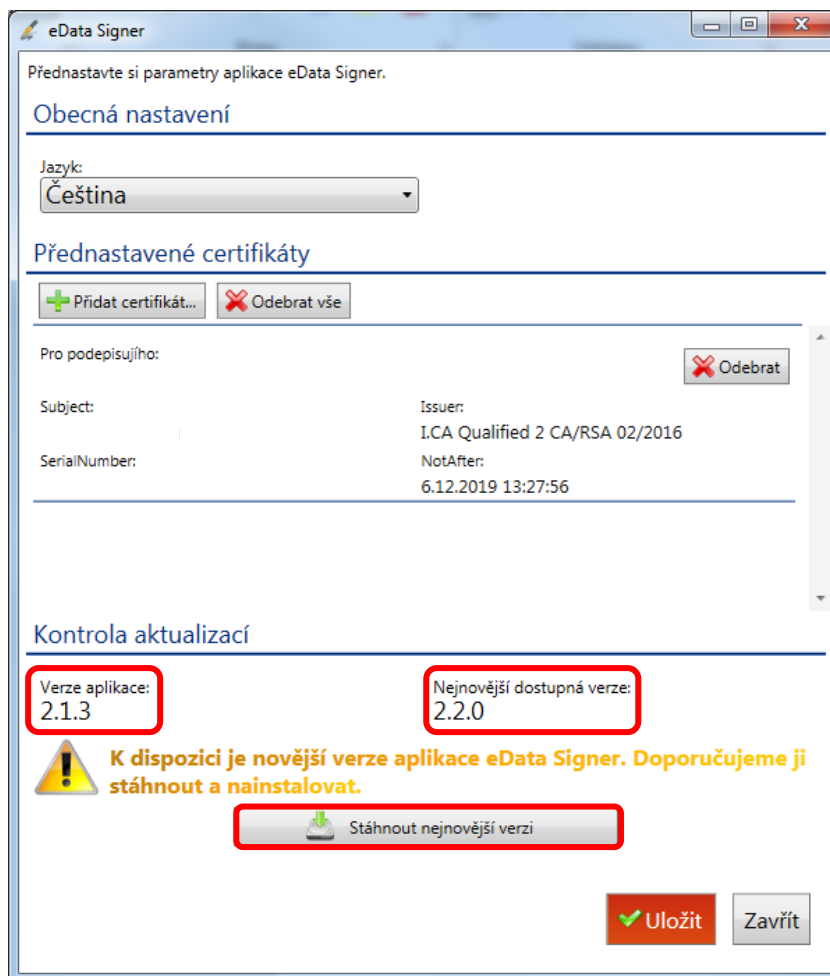 eData Signer
Přednastavte si parametry aplikace eData Signer.
Obecná nastavení
Jazyk:
Čeština
Přednastavené certifikáty
Přidat certifikát...
Odebrat vše
Pro podepisujího:
Odebrat
Subject:
Issuer:
I.CA Qualified 2 CA/RSA 02/2016
SerialNumber:
NotAfter:
6.12.2019 13:27:56
Kontrola aktualizací
Verze aplikace:
2.1.3
Nejnovější dostupná verze:
2.2.0
K dispozici je novější verze aplikace eData Signer. Doporučujeme ji
stáhnout a nainstalovat.
Stáhnout nejnovější verzi
Uložit
Zavřít